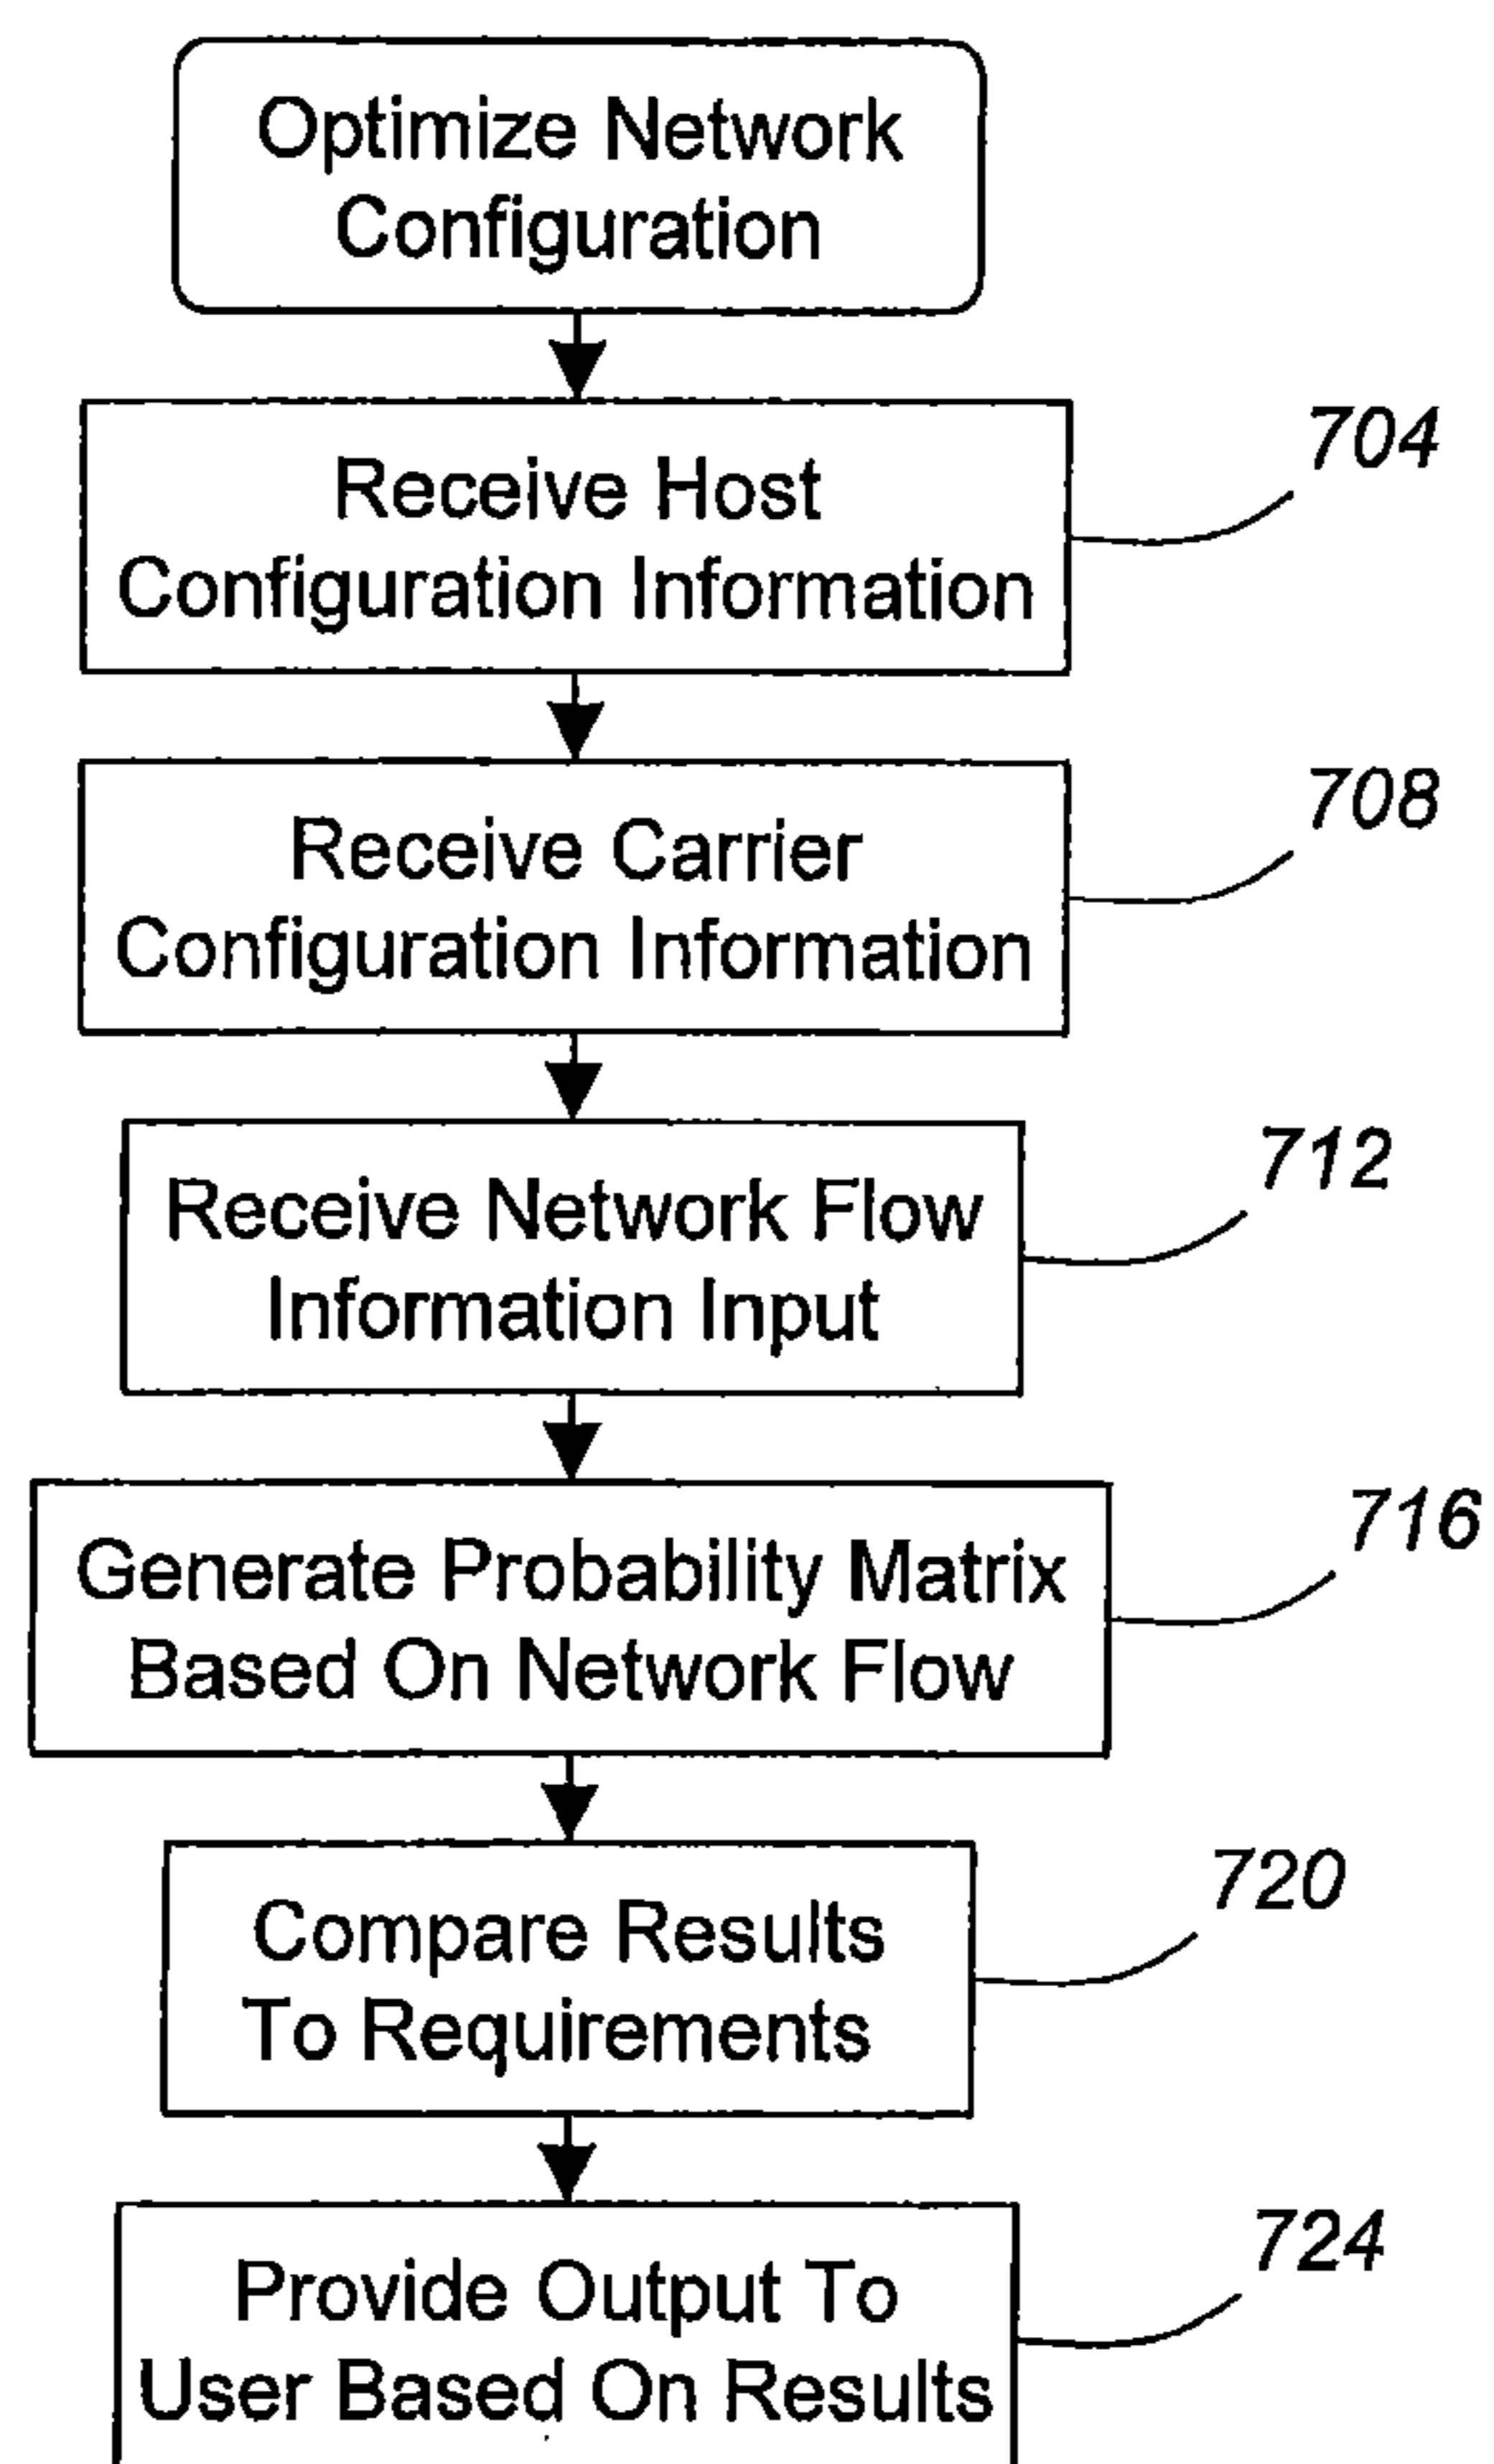 Optimize Network
Configuration
704
Receive Host
Configuration Information
708
Receive Carrier
Configuration Information
712
Receive Network Flow
Information Input
716
Generate Probability Matrix
Based On Network Flow
720
Compare Results
To Requirements
724
Provide Output To
User Based On Results